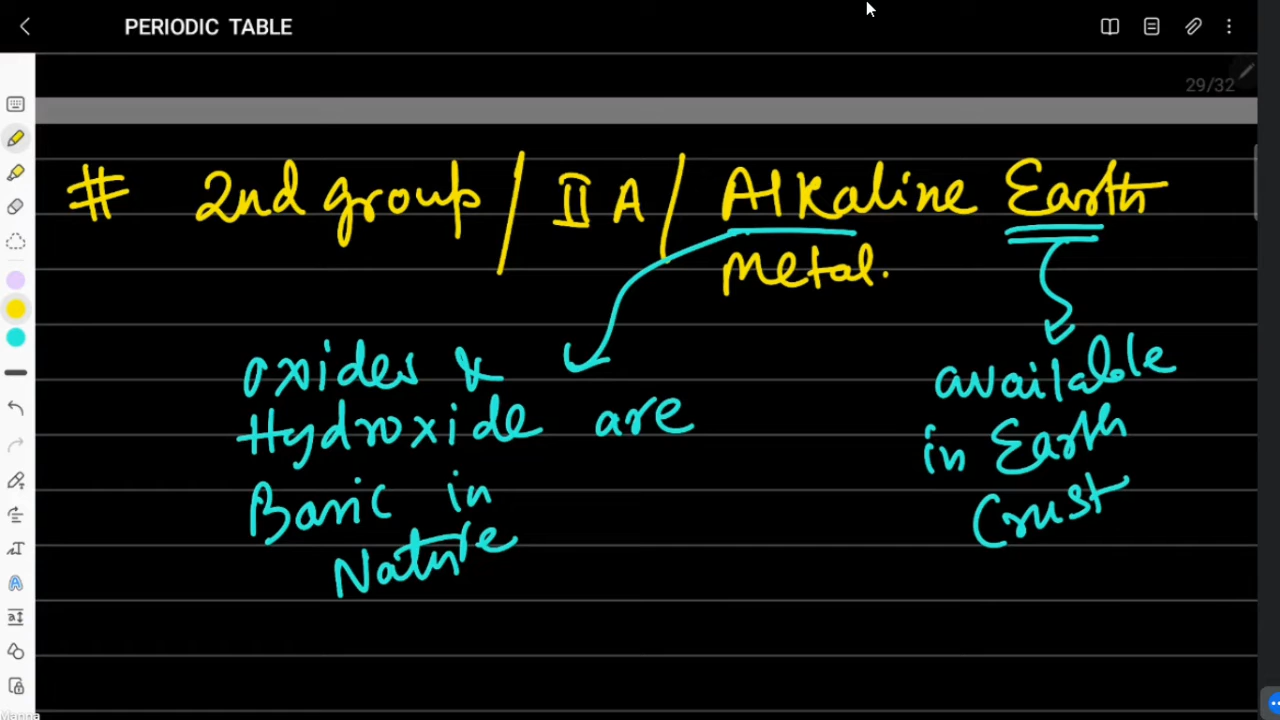 PERIODIC TABLE
29/32
# 2nd group / II A / Alkaline Earth
Metal.
oxides &
Hydroxide are
Basic in
Nature
available
in Earth
Crust